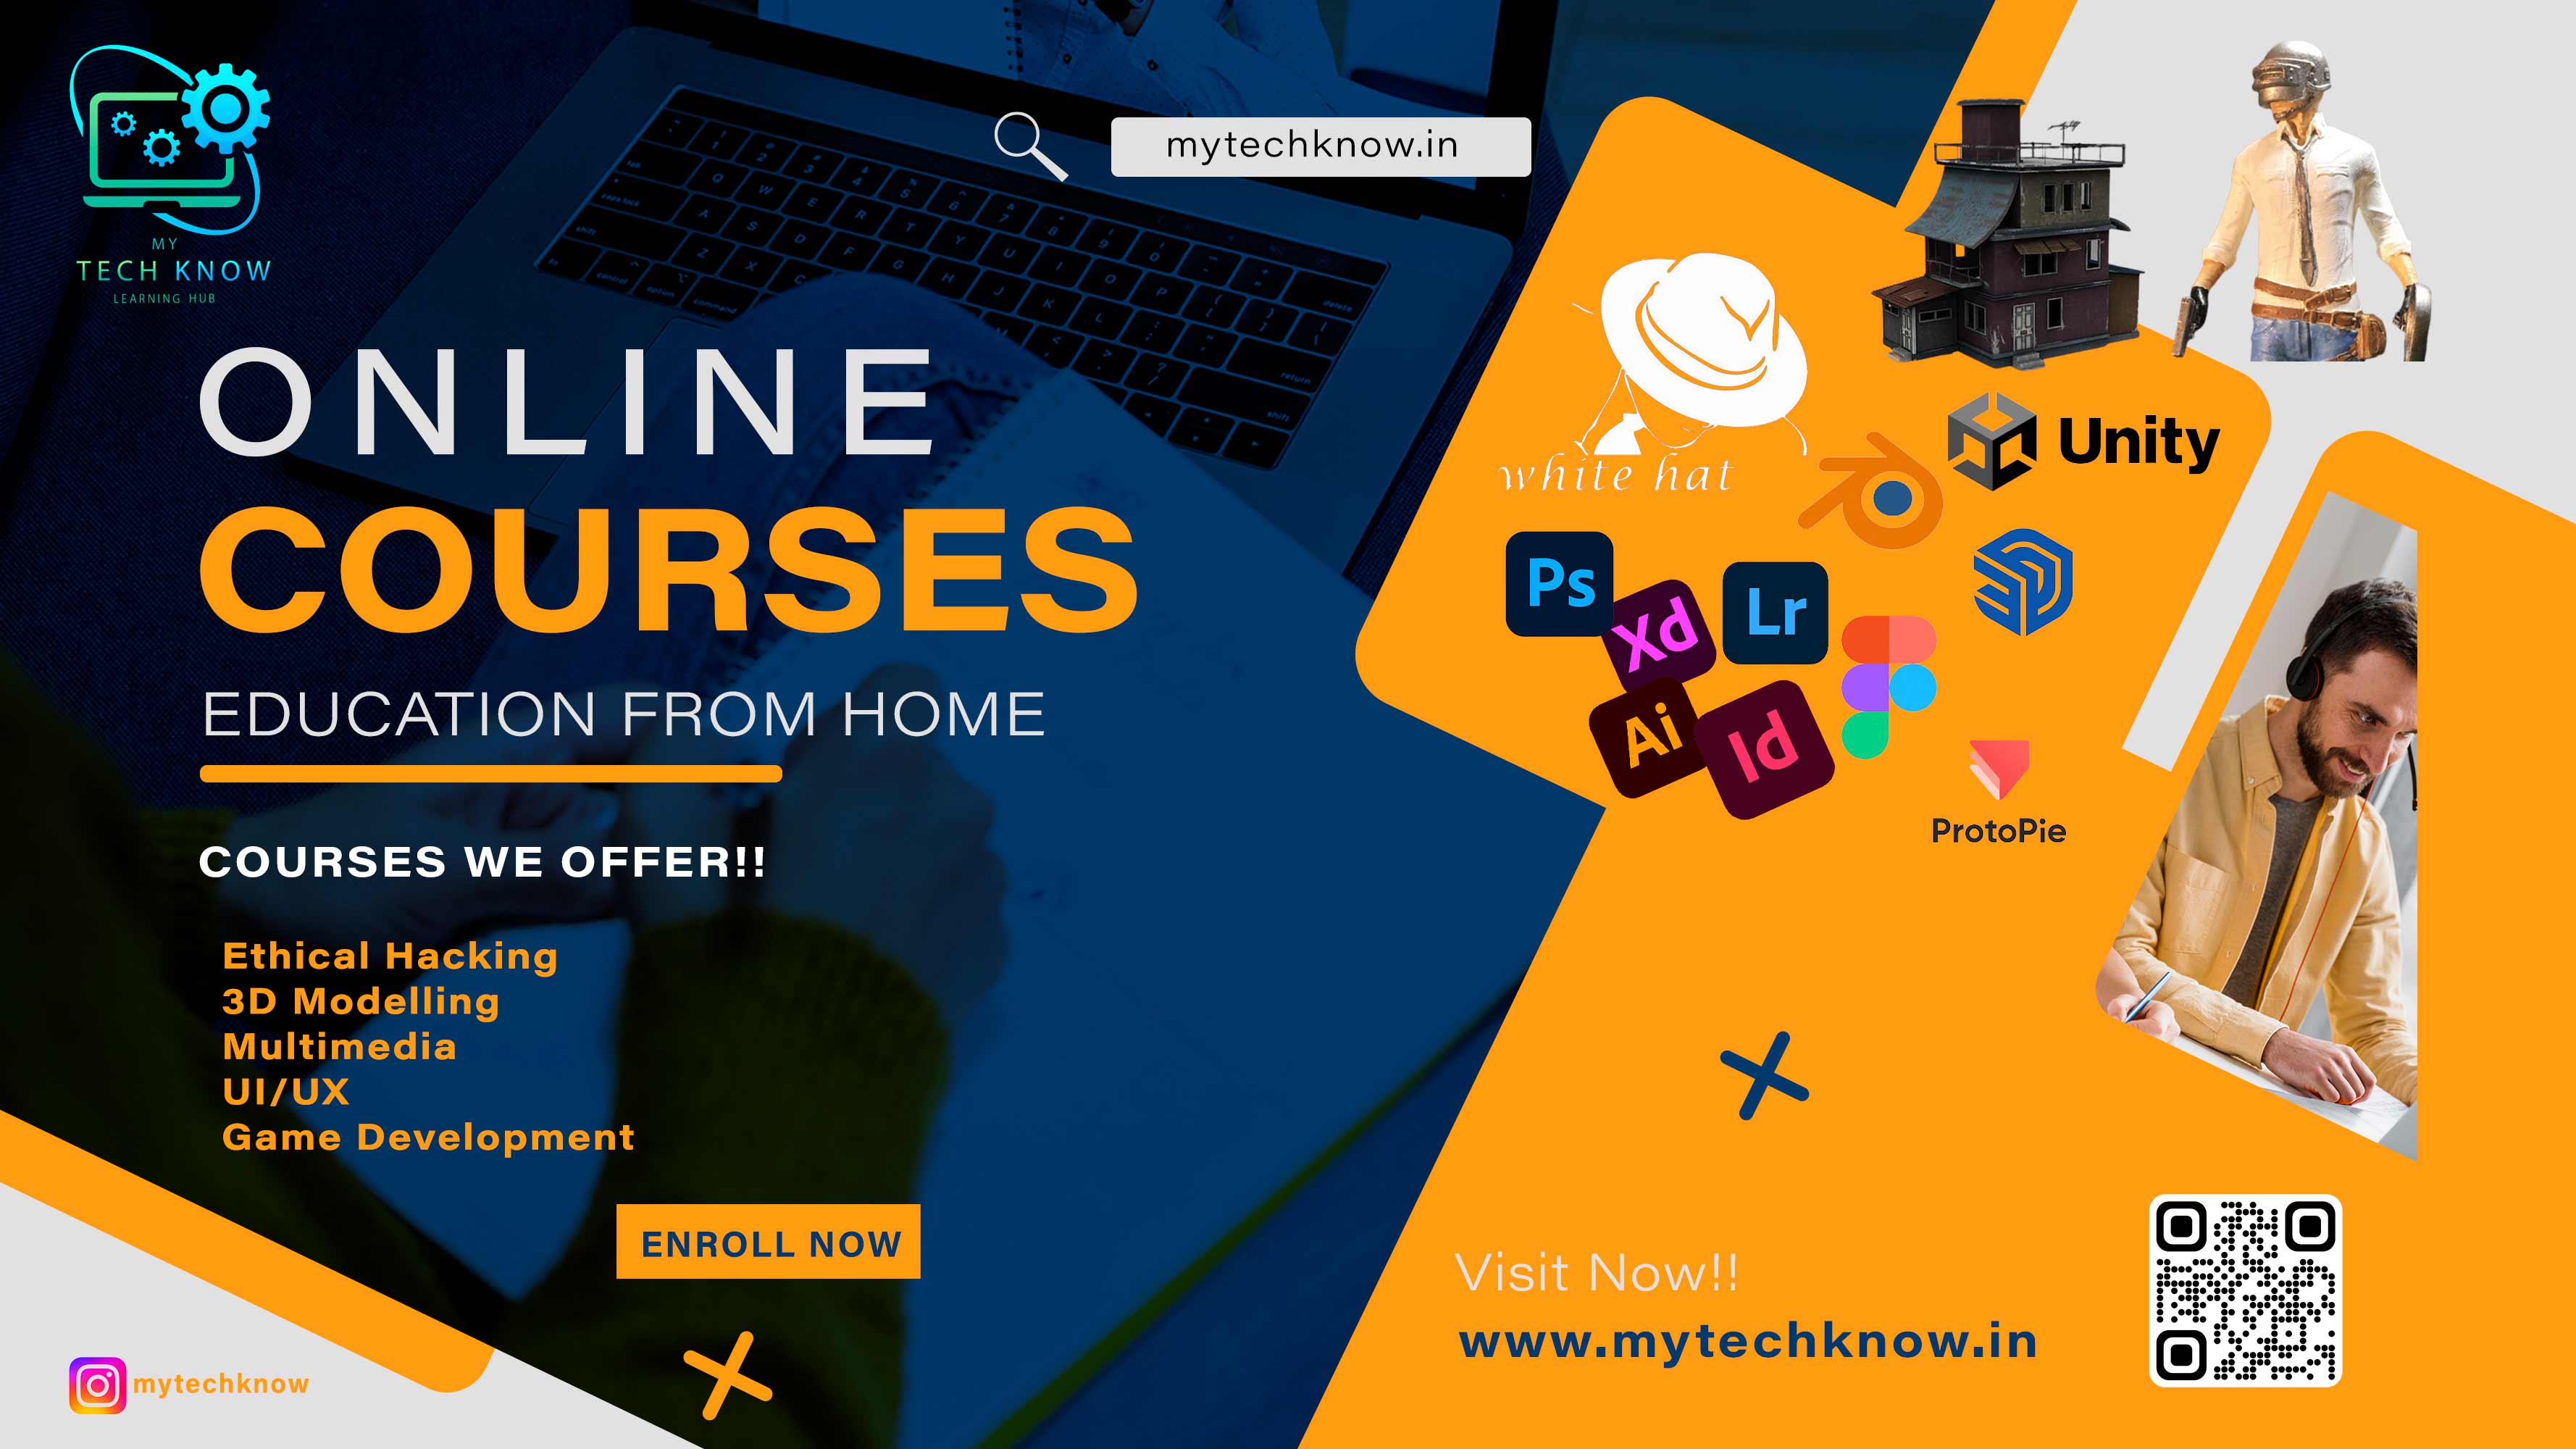 MY
TECH KNOW
LEARNING HUB
mytechknow.in
ONLINE
COURSES
EDUCATION FROM HOME
COURSES WE OFFER!!
Ethical Hacking
3D Modelling
Multimedia
UI/UX
Game Development
ENROLL NOW
mytechknow
white hat
Unity
Ps
Xd
Lr
Ai
Id
ProtoPie
Visit Now!!
www.mytechknow.in